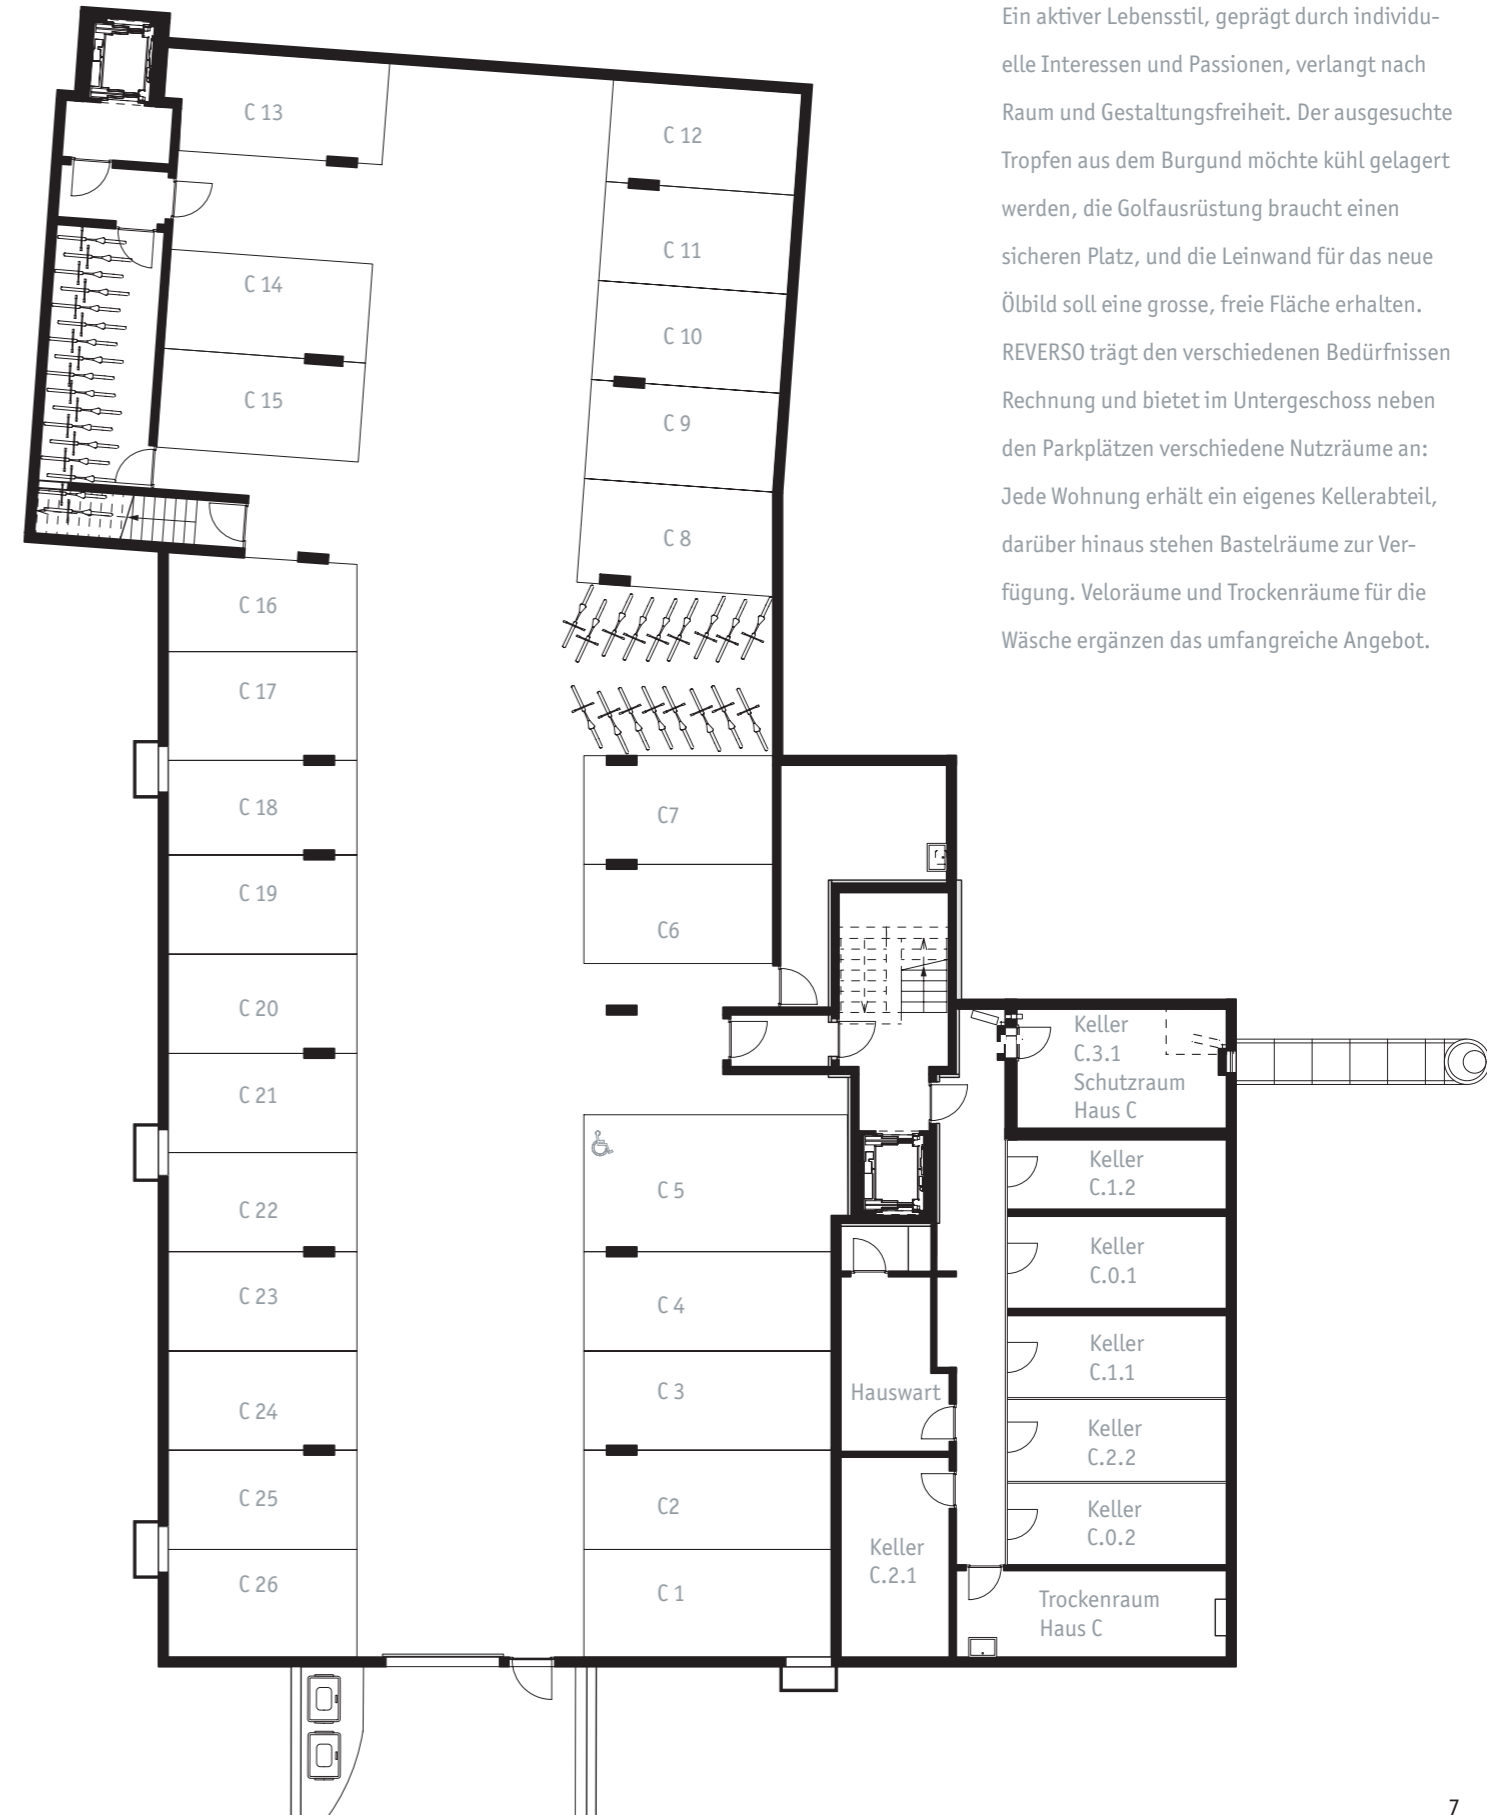 Ein aktiver Lebensstil, geprägt durch individu-
elle Interessen und Passionen, verlangt nach
Raum und Gestaltungsfreiheit. Der ausgesuchte
Tropfen aus dem Burgund möchte kühl gelagert
werden, die Golfausrüstung braucht einen
sicheren Platz, und die Leinwand für das neue
Ölbild soll eine grosse, freie Fläche erhalten.
REVERSO trägt den verschiedenen Bedürfnissen
Rechnung und bietet im Untergeschoss neben
den Parkplätzen verschiedene Nutzräume an:
Jede Wohnung erhält ein eigenes Kellerabteil,
darüber hinaus stehen Bastelräume zur Ver-
fügung. Veloräume und Trockenräume für die
Wäsche ergänzen das umfangreiche Angebot.
C 13
C 12
C 11
C 14
C 10
C 15
C 9
C 8
C 16
C 17
C 18
C7
C 19
C6
C 20
C 21
C 22
C 5
C 23
C 4
C 24
C 3
C 25
C2
C 26
C 1
Keller
C.3.1
Schutzraum
Haus C
Keller
C.1.2
Keller
C.0.1
Keller
C.1.1
Hauswart
Keller
C.2.2
Keller
C.0.2
Keller
C.2.1
Trockenraum
Haus C
7